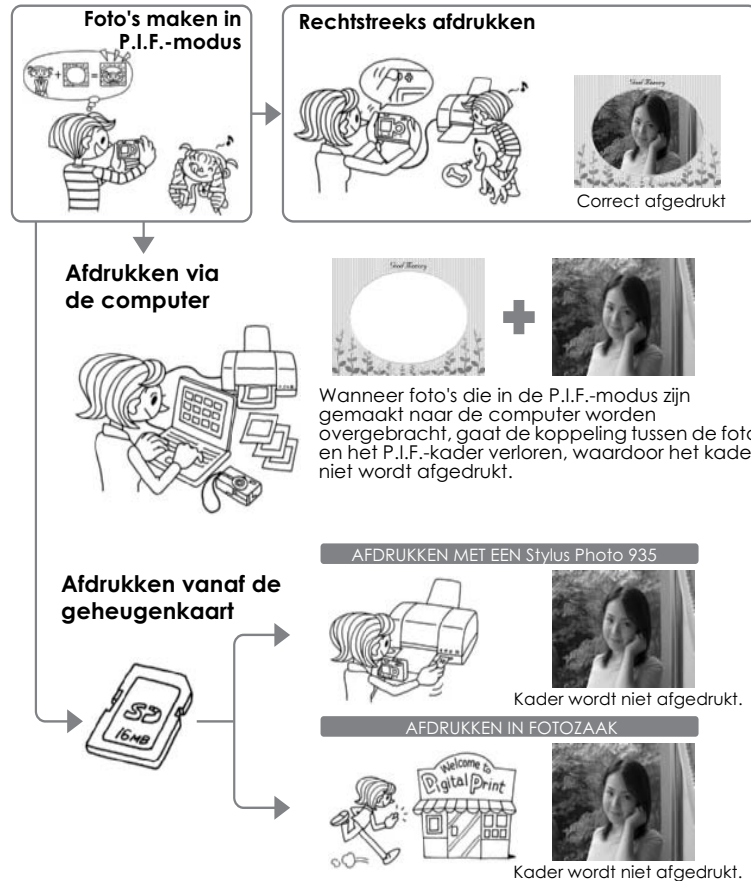 Foto's maken in
P.I.F.-modus
Rechtstreeks afdrukken
Good Memory
Correct afgedrukt
Afdrukken via
de computer
Good Memory
Wanneer foto's die in de P.I.F.-modus zijn
gemaakt naar de computer worden
overgebracht, gaat de koppeling tussen de foto
en het P.I.F.-kader verloren, waardoor het kade
niet wordt afgedrukt.
Afdrukken vanaf de
geheugenkaart
SD
16MB
AFDRUKKEN MET EEN Stylus Photo 935
Kader wordt niet afgedrukt.
AFDRUKKEN IN FOTOZAAK
Welcome to
Digital Print
Kader wordt niet afgedrukt.